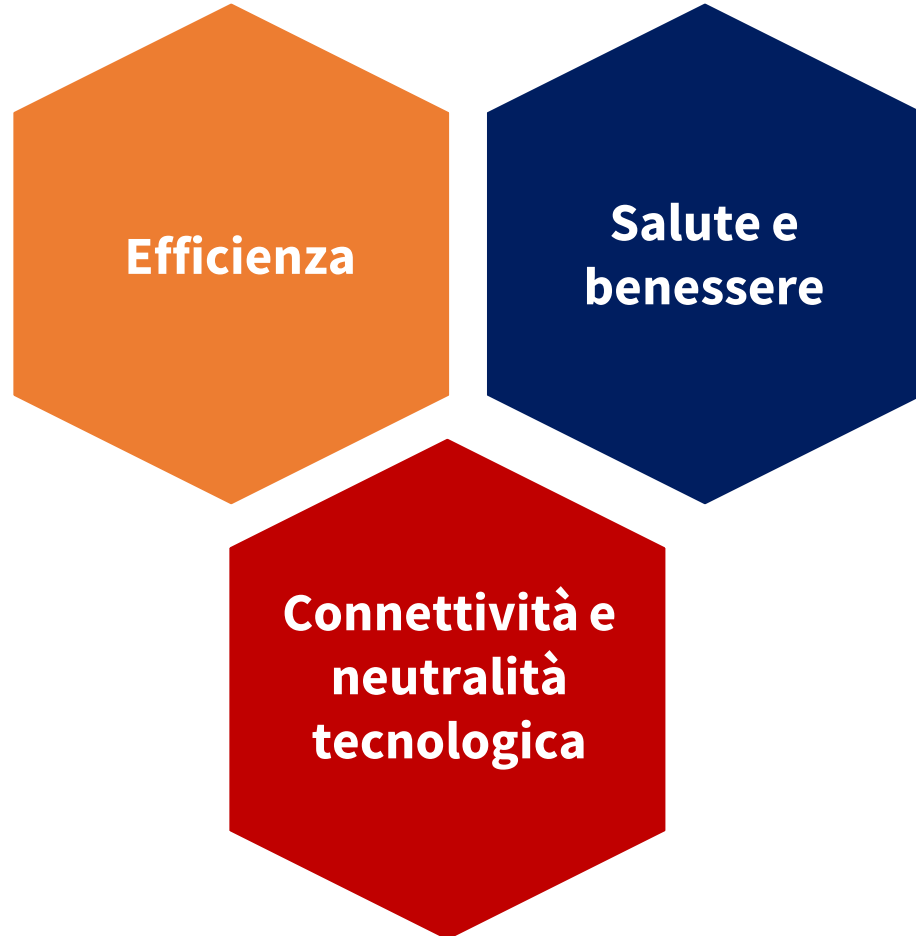 Efficienza
Salute e
benessere
Connettività e
neutralità
tecnologica